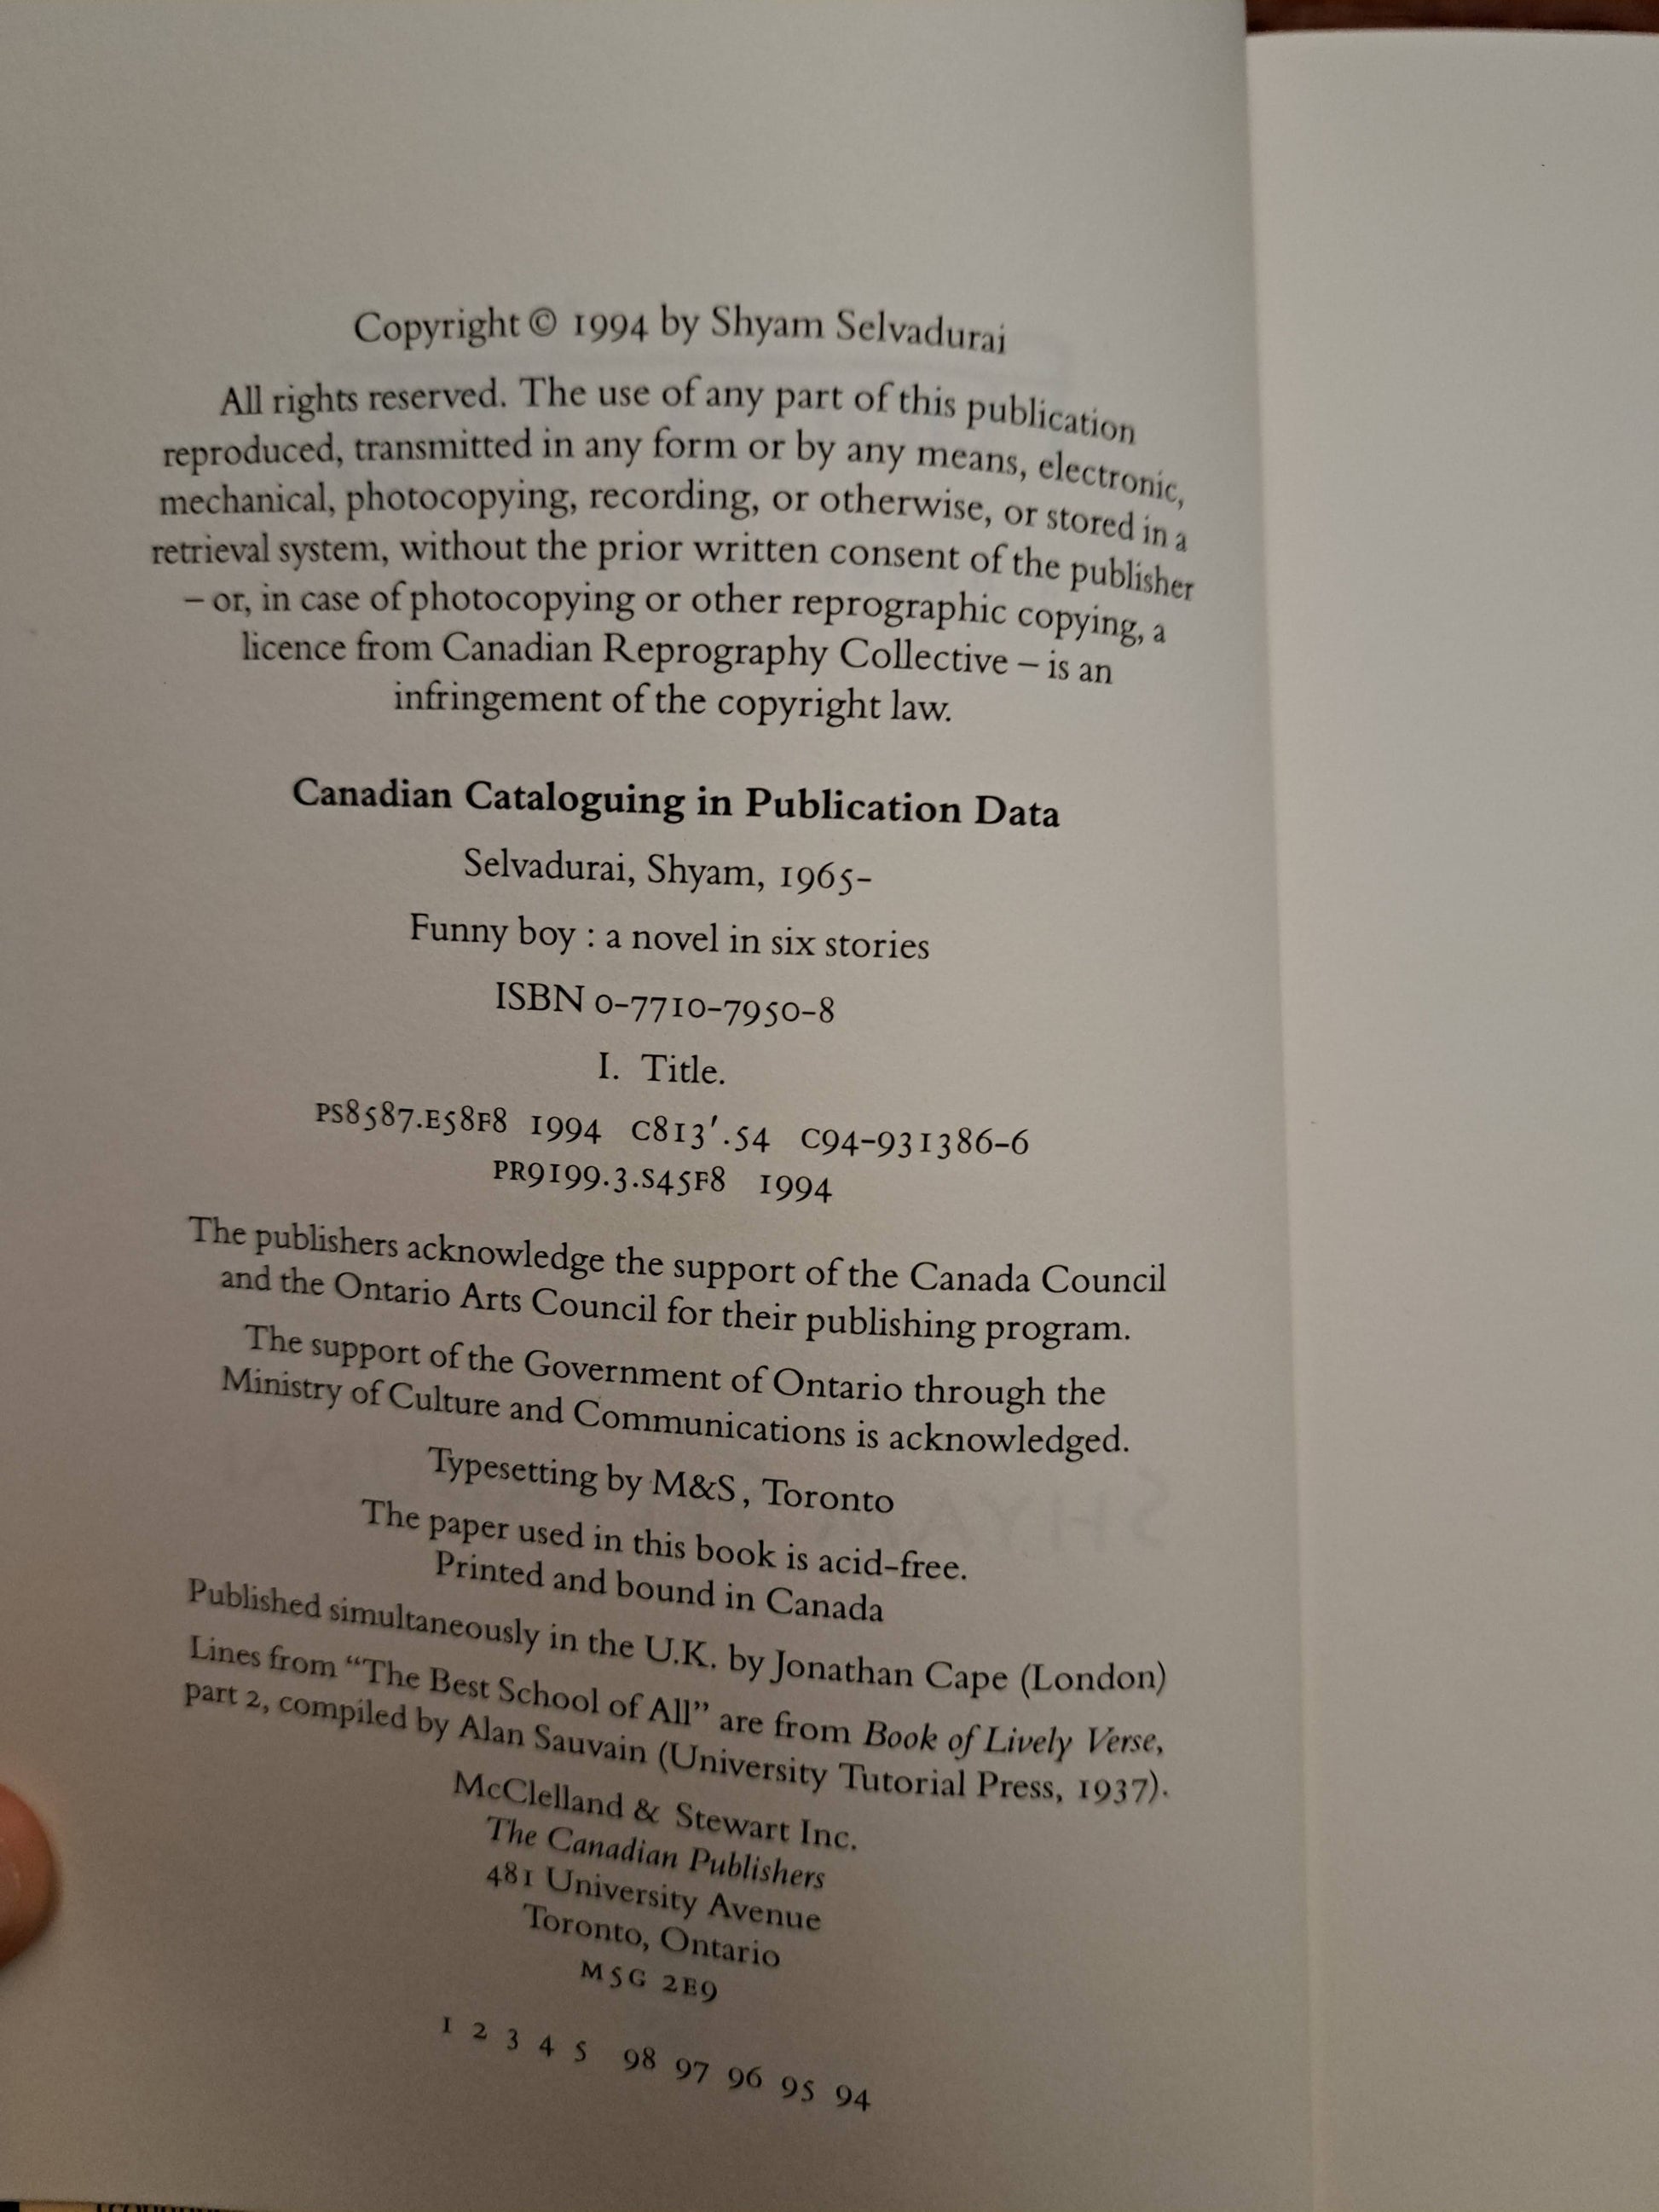 Copyright © 1994 by Shyam Selvadurai
All rights reserved. The use of any part of this publication
reproduced, transmitted in any form or by any means, electronic,
mechanical, photocopying, recording, or otherwise, or stored in a
retrieval system, without the prior written consent of the publisher
– or, in case of photocopying or other reprographic copying, a
licence from Canadian Reprography Collective – is an
infringement of the copyright law.
Canadian Cataloguing in Publication Data
Selvadurai, Shyam, 1965–
Funny boy : a novel in six stories
ISBN 0-7710-7950-8
I. Title.
PS8587.E58F8 1994 C813′.54 C94-931386-6
PR9199.3.S45F8 1994
The publishers acknowledge the support of the Canada Council
and the Ontario Arts Council for their publishing program.
The support of the Government of Ontario through the
Ministry of Culture and Communications is acknowledged.
Typesetting by M&S, Toronto
The paper used in this book is acid-free.
Printed and bound in Canada
Published simultaneously in the U.K. by Jonathan Cape (London)
Lines from “The Best School of All” are from Book of Lively Verse,
part 2, compiled by Alan Sauvain (University Tutorial Press, 1937).
McClelland & Stewart Inc.
The Canadian Publishers
481 University Avenue
Toronto, Ontario
M5G 2E9
1 2 3 4 5 98 97 96 95 94